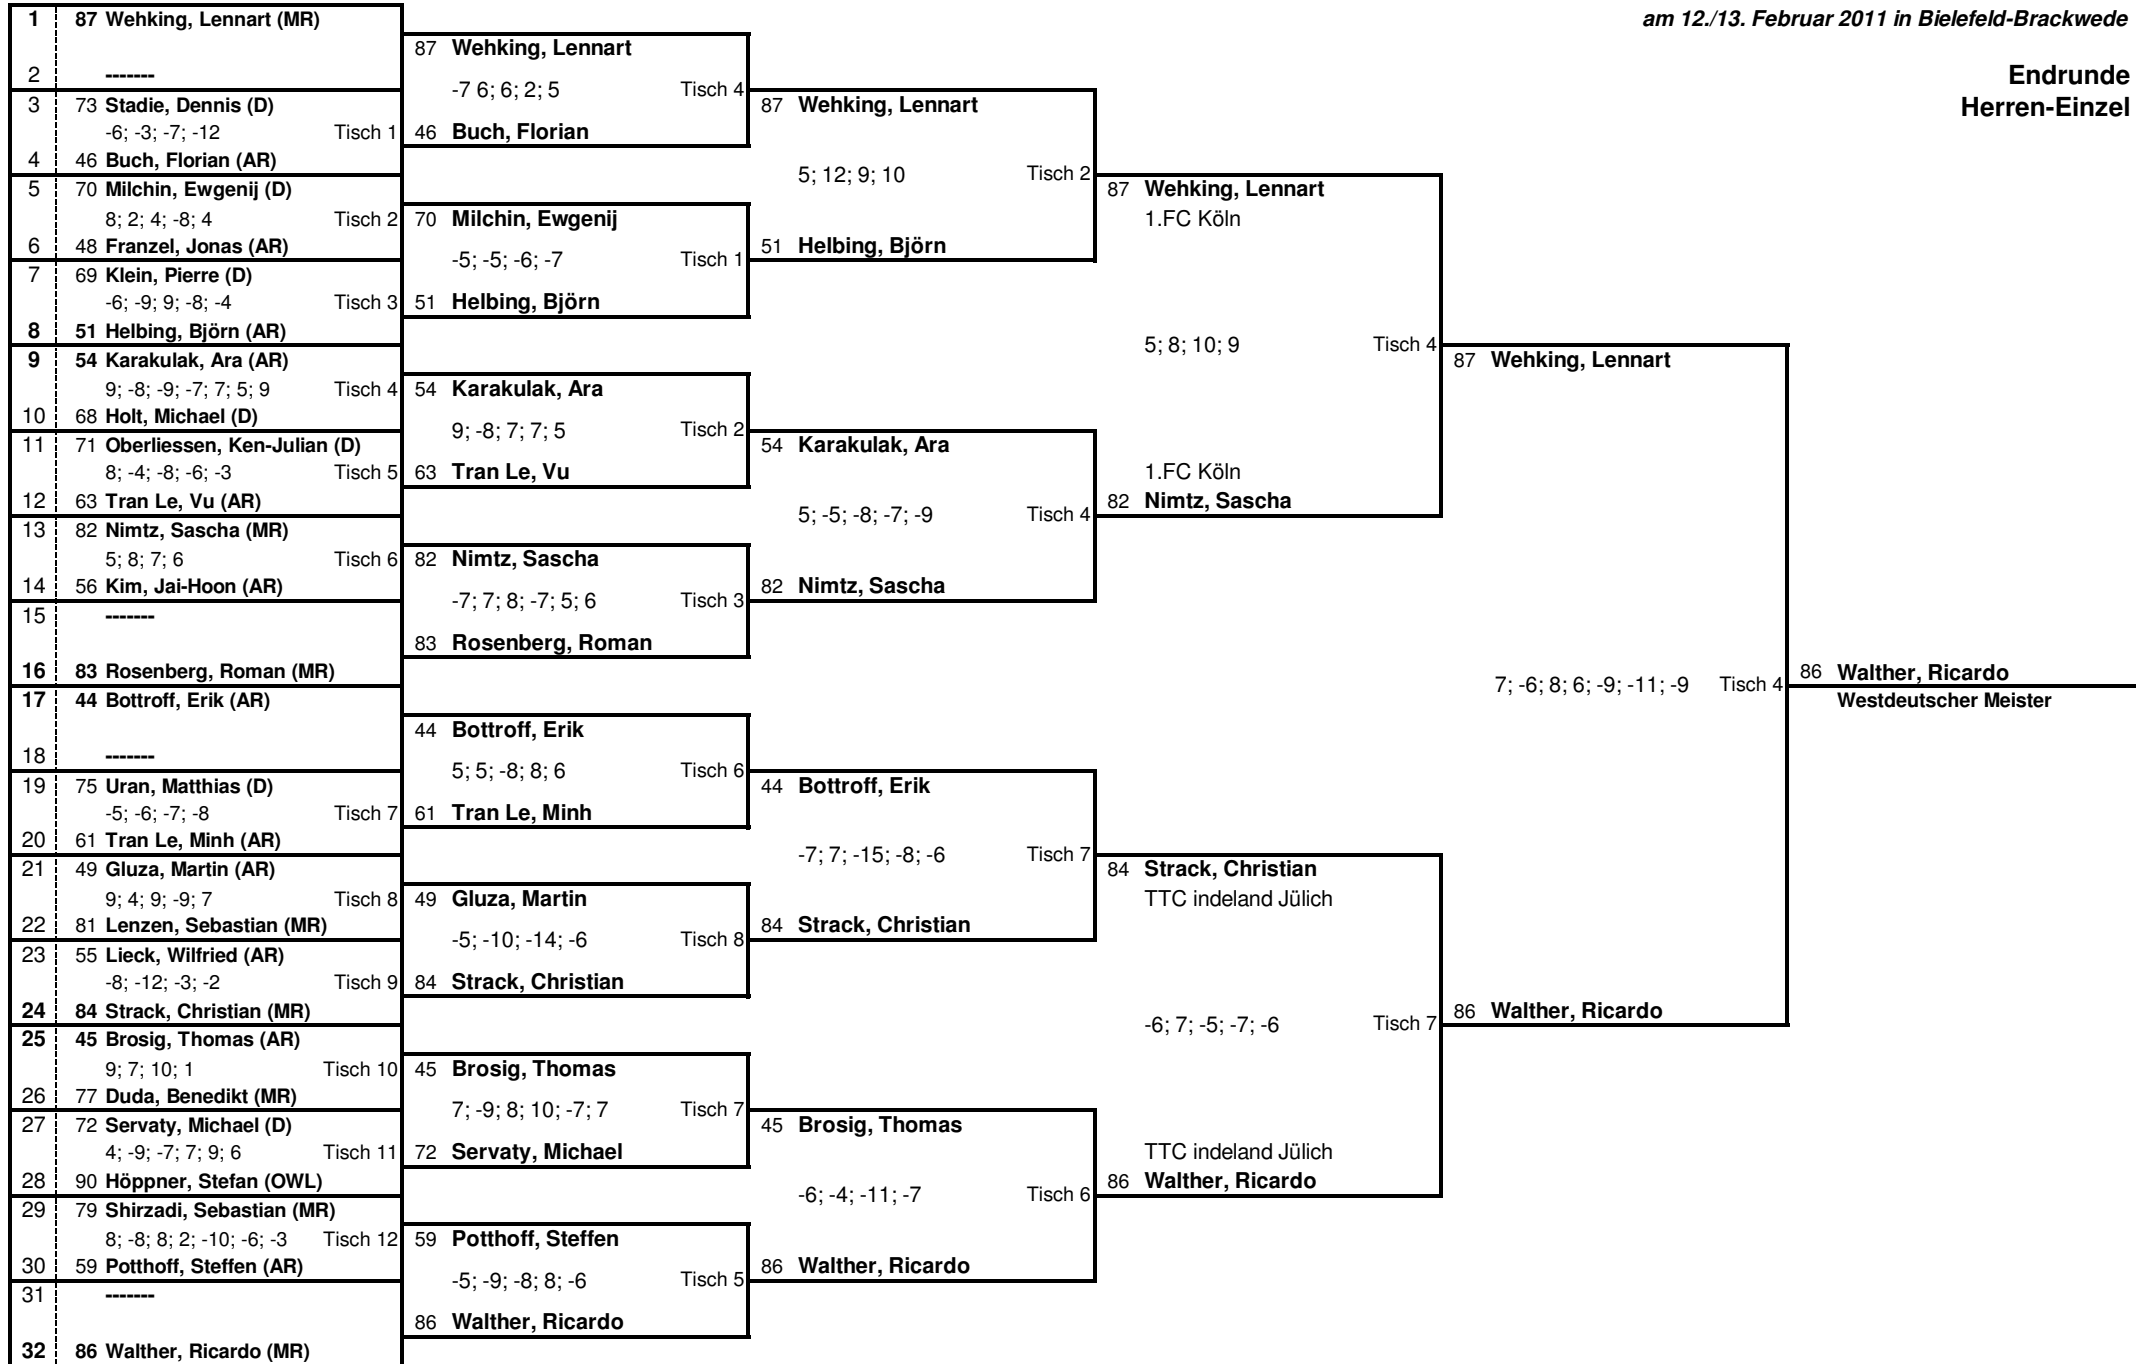 am 12./13. Februar 2011 in Bielefeld-Brackwede
Endrunde
Herren-Einzel
1 87 Wehking, Lennart (MR)
2 -------
3 73 Stadie, Dennis (D)
-6; -3; -7; -12 Tisch 1
4 46 Buch, Florian (AR)
5 70 Milchin, Ewgenij (D)
8; 2; 4; -8; 4 Tisch 2
6 48 Franzel, Jonas (AR)
7 69 Klein, Pierre (D)
-6; -9; 9; -8; -4 Tisch 3
8 51 Helbing, Björn (AR)
9 54 Karakulak, Ara (AR)
9; -8; -9; -7; 7; 5; 9 Tisch 4
10 68 Holt, Michael (D)
11 71 Oberliessen, Ken-Julian (D)
8; -4; -8; -6; -3 Tisch 5
12 63 Tran Le, Vu (AR)
13 82 Nimtz, Sascha (MR)
5; 8; 7; 6 Tisch 6
14 56 Kim, Jai-Hoon (AR)
15 -------
16 83 Rosenberg, Roman (MR)
17 44 Bottroff, Erik (AR)
18 -------
19 75 Uran, Matthias (D)
-5; -6; -7; -8 Tisch 7
20 61 Tran Le, Minh (AR)
21 49 Gluza, Martin (AR)
9; 4; 9; -9; 7 Tisch 8
22 81 Lenzen, Sebastian (MR)
23 55 Lieck, Wilfried (AR)
-8; -12; -3; -2 Tisch 9
24 84 Strack, Christian (MR)
25 45 Brosig, Thomas (AR)
9; 7; 10; 1 Tisch 10
26 77 Duda, Benedikt (MR)
27 72 Servaty, Michael (D)
4; -9; -7; 7; 9; 6 Tisch 11
28 90 Höppner, Stefan (OWL)
29 79 Shirzadi, Sebastian (MR)
8; -8; 8; 2; -10; -6; -3 Tisch 12
30 59 Potthoff, Steffen (AR)
31 -------
32 86 Walther, Ricardo (MR)
87 Wehking, Lennart
-7 6; 6; 2; 5 Tisch 4
46 Buch, Florian
70 Milchin, Ewgenij
-5; -5; -6; -7 Tisch 1
51 Helbing, Björn
54 Karakulak, Ara
9; -8; 7; 7; 5 Tisch 2
63 Tran Le, Vu
82 Nimtz, Sascha
-7; 7; 8; -7; 5; 6 Tisch 3
83 Rosenberg, Roman
44 Bottroff, Erik
5; 5; -8; 8; 6 Tisch 6
61 Tran Le, Minh
49 Gluza, Martin
-5; -10; -14; -6 Tisch 8
84 Strack, Christian
45 Brosig, Thomas
7; -9; 8; 10; -7; 7 Tisch 7
72 Servaty, Michael
59 Potthoff, Steffen
-5; -9; -8; 8; -6 Tisch 5
86 Walther, Ricardo
87 Wehking, Lennart
5; 12; 9; 10 Tisch 2
51 Helbing, Björn
54 Karakulak, Ara
5; -5; -8; -7; -9 Tisch 4
82 Nimtz, Sascha
44 Bottroff, Erik
-7; 7; -15; -8; -6 Tisch 7
84 Strack, Christian
45 Brosig, Thomas
-6; -4; -11; -7 Tisch 6
86 Walther, Ricardo
87 Wehking, Lennart
1.FC Köln
5; 8; 10; 9 Tisch 4
1.FC Köln
82 Nimtz, Sascha
84 Strack, Christian
TTC indeland Jülich
-6; 7; -5; -7; -6 Tisch 7
TTC indeland Jülich
86 Walther, Ricardo
87 Wehking, Lennart
7; -6; 8; 6; -9; -11; -9 Tisch 4
86 Walther, Ricardo
86 Walther, Ricardo
Westdeutscher Meister